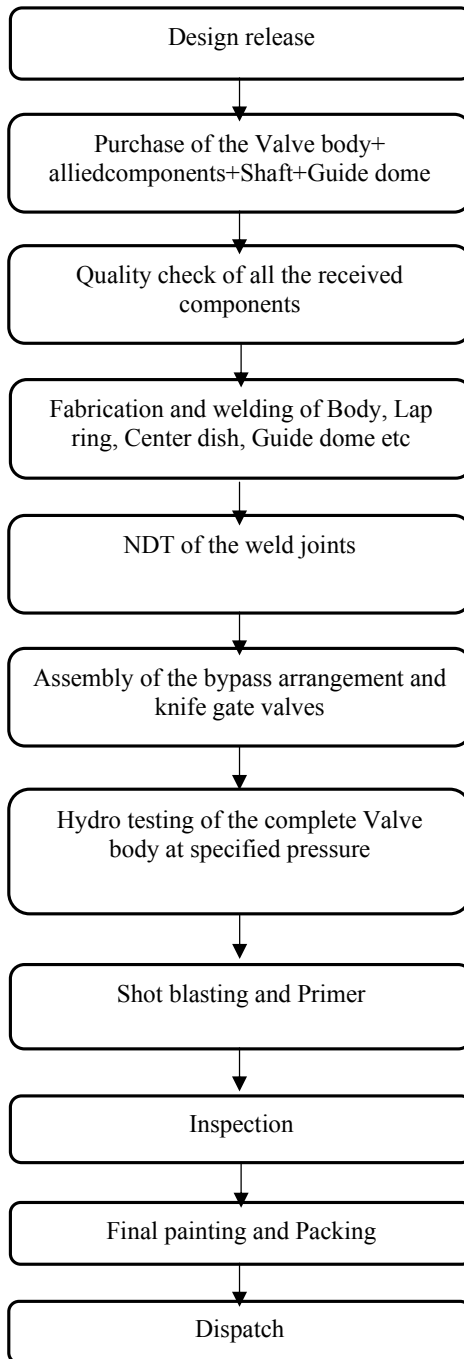 Design release
Purchase of the Valve body+
alliedcomponents+Shaft+Guide dome
Quality check of all the received
components
Fabrication and welding of Body, Lap
ring, Center dish, Guide dome etc
NDT of the weld joints
Assembly of the bypass arrangement and
knife gate valves
Hydro testing of the complete Valve
body at specified pressure
Shot blasting and Primer
Inspection
Final painting and Packing
Dispatch